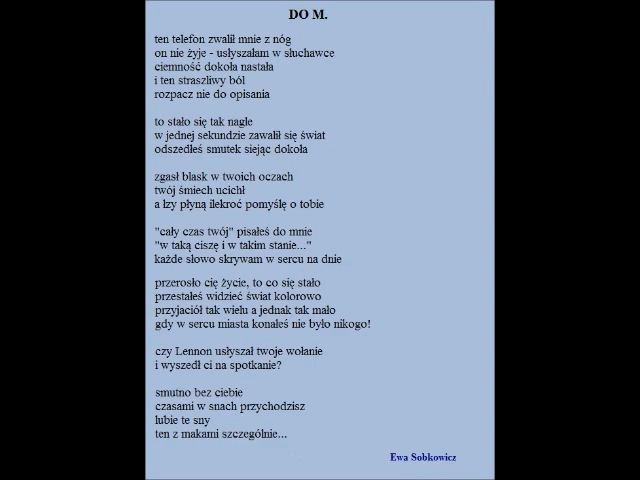 DO M.
ten telefon zwalił mnie z nóg
on nie żyje - usłyszałam w słuchawce
ciemność dokoła nastała
i ten straszliwy ból
rozpacz nie do opisania
to stało się tak nagle
w jednej sekundzie zawalił się świat
odszedłeś smutek siejąc dokoła
zgasł blask w twoich oczach
twój śmiech ucichł
a łzy płyną ilekroć pomyślę o tobie
"cały czas twój" pisałeś do mnie
"w taką ciszę i w takim stanie..."
każde słowo skrywam w sercu na dnie
przerosło cię życie, to co się stało
przestałeś widzieć świat kolorowo
przyjaciół tak wielu a jednak tak mało
gdy w sercu miasta konałeś nie było nikogo!
czy Lennon usłyszał twoje wołanie
i wyszedł ci na spotkanie?
smutno bez ciebie
czasami w snach przychodzisz
lubie te sny
ten z makami szczególnie...
Ewa Sobkowicz